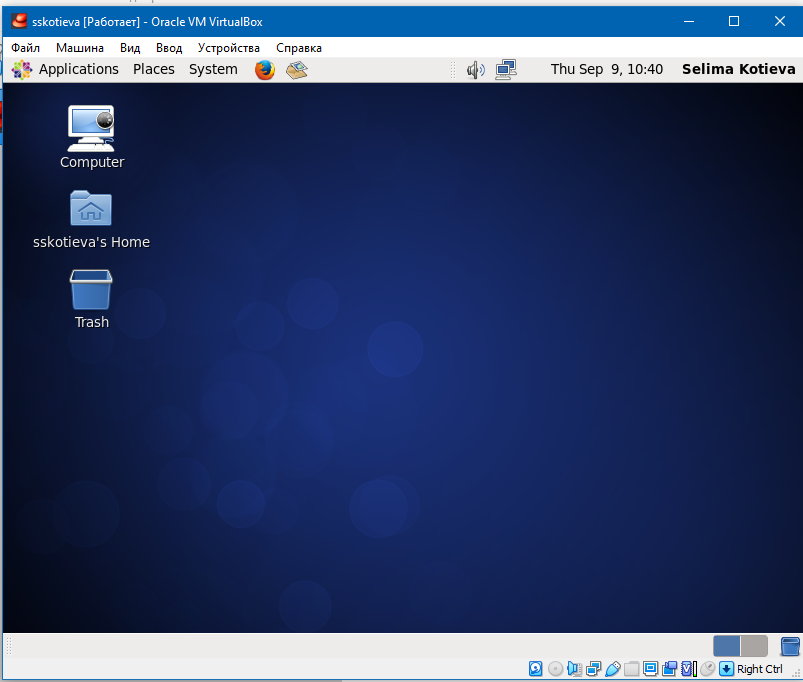 sskotieva [Работает] - Oracle VM VirtualBox
Файл Машина Вид Ввод Устройства Справка
Applications Places System Thu Sep 9, 10:40 Selima Kotieva
Computer
sskotieva's Home
Trash
Right Ctrl